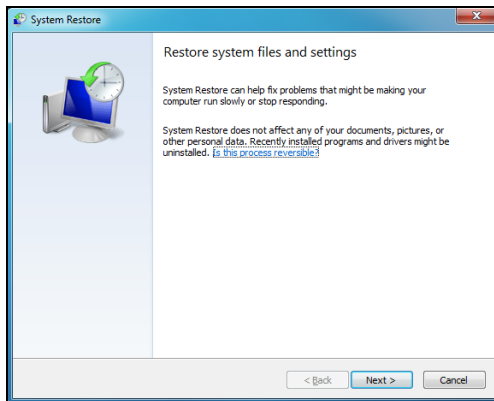 System Restore
Restore system files and settings
System Restore can help fix problems that might be making your
computer run slowly or stop responding.
System Restore does not affect any of your documents, pictures, or
other personal data. Recently installed programs and drivers might be
uninstalled. Is this process reversible?
< Back
Next >
Cancel